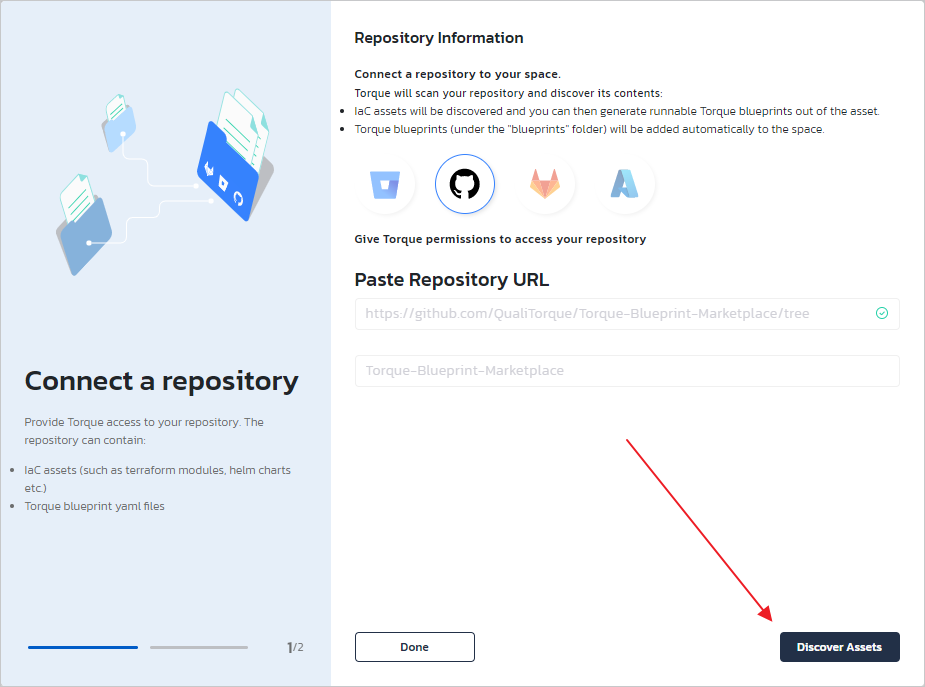 Connect a repository
Provide Torque access to your repository. The
repository can contain:
IaC assets (such as terraform modules, helm charts
etc.)
Torque blueprint yaml files
1/2
Repository Information
Connect a repository to your space.
Torque will scan your repository and discover its contents:
IaC assets will be discovered and you can then generate runnable Torque blueprints out of the asset.
Torque blueprints (under the "blueprints" folder) will be added automatically to the space.
Give Torque permissions to access your repository
Paste Repository URL
https://github.com/QualiTorque/Torque-Blueprint-Marketplace/tree
Torque-Blueprint-Marketplace
Done
Discover Assets